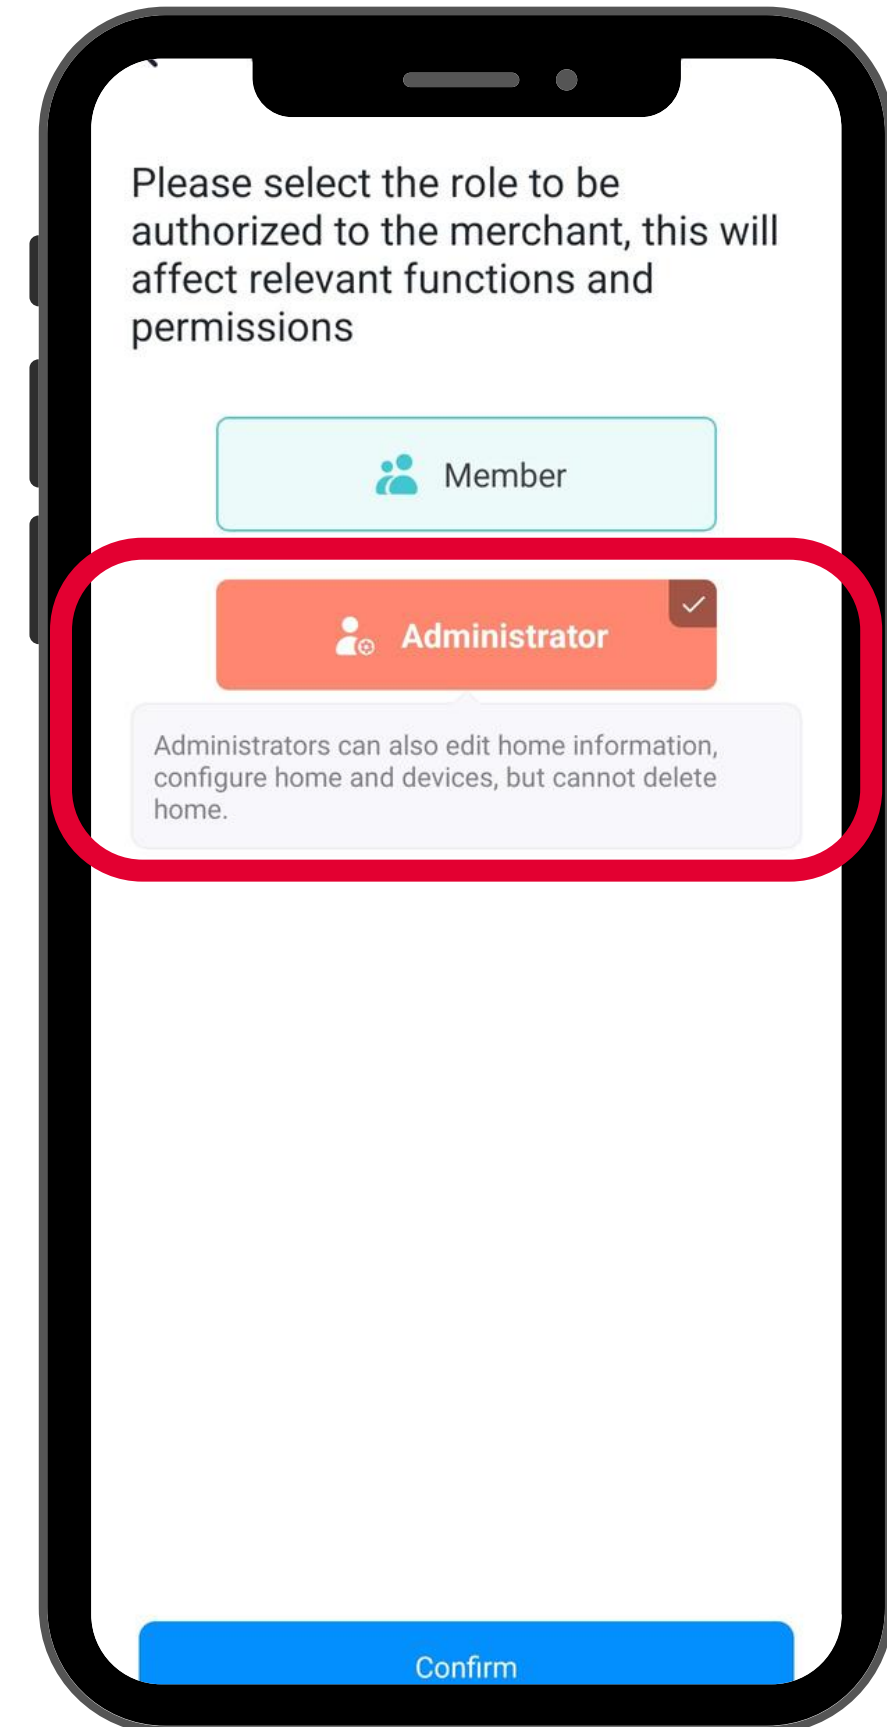 Please select the role to be
authorized to the merchant, this will
affect relevant functions and
permissions
Member
Administrator
Administrators can also edit home information,
configure home and devices, but cannot delete
home.
Confirm